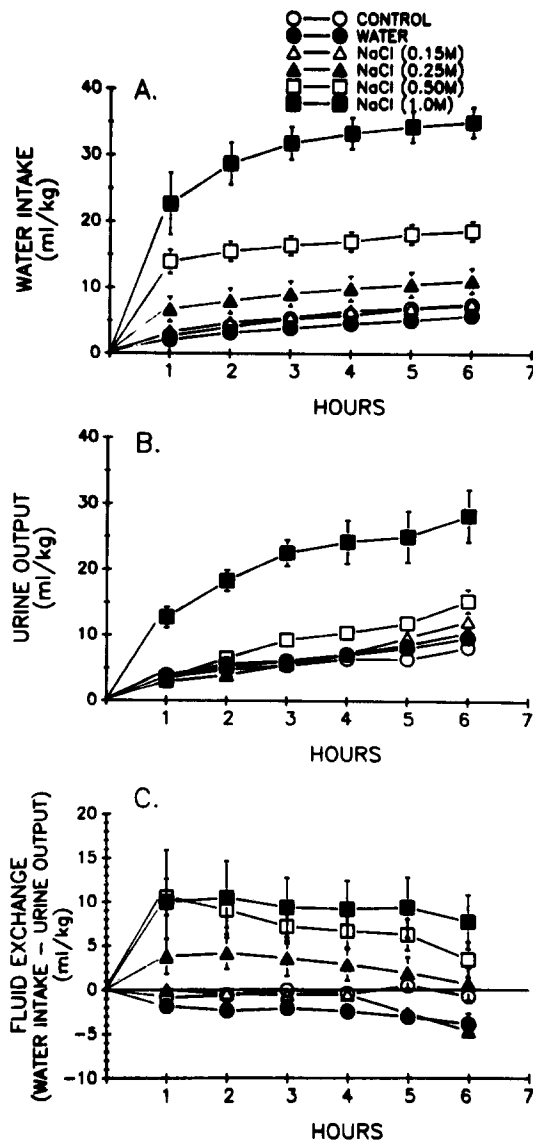 CONTROL
WATER
NaCl (0.15M)
NaCl (0.25M)
NaCl (0.50M)
NaCl (1.0M)
A.
40
30
20
10
0
WATER INTAKE
(ml/kg)
1 2 3 4 5 6 7
HOURS
B.
40
30
20
10
0
URINE OUTPUT
(ml/kg)
1 2 3 4 5 6 7
HOURS
C.
20
15
10
5
0
-5
-10
FLUID EXCHANGE
(WATER INTAKE - URINE OUTPUT)
(ml/kg)
1 2 3 4 5 6 7
HOURS